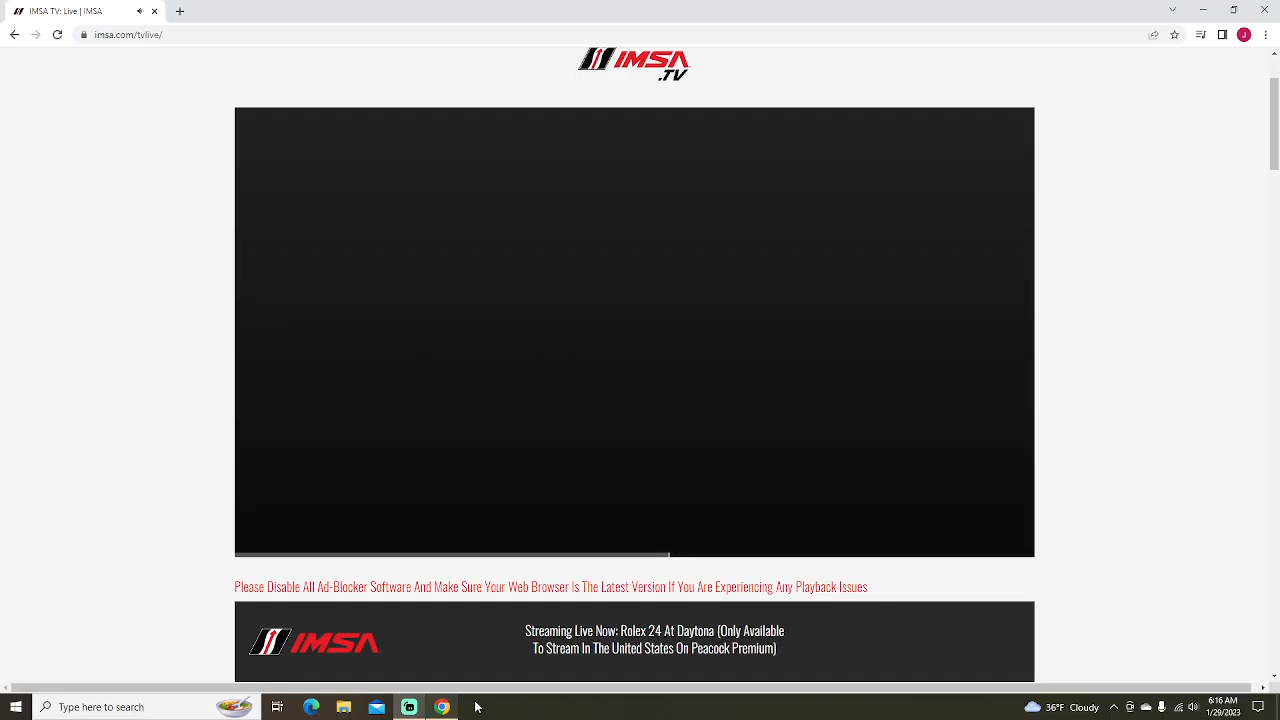 IMSA TV: Live | IMSA
imsa.com/tvlive/
J
IMSA
.TV
Please Disable All Ad-Blocker Software And Make Sure Your Web Browser Is The Latest Version If You Are Experiencing Any Playback Issues
IMSA
Streaming Live Now: Rolex 24 At Daytona (Only Available
To Stream In The United States On Peacock Premium)
Type here to search
36°F Cloudy
6:16 AM
1/29/2023